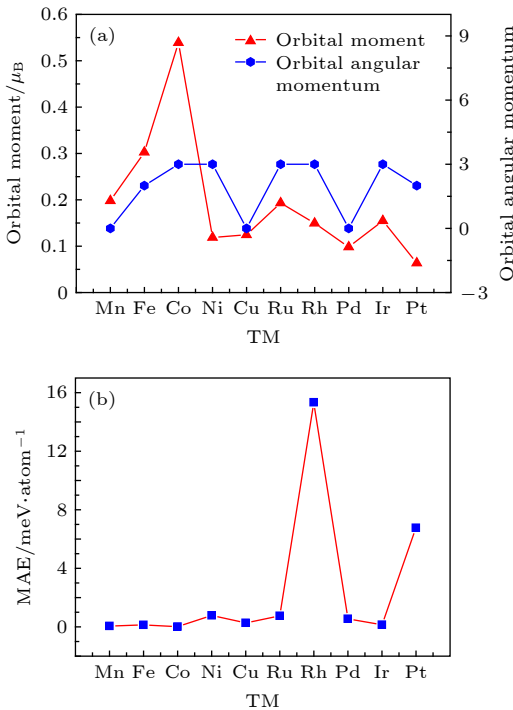 (a)
Orbital moment
Orbital angular
momentum
Orbital moment/μB
0.6
0.5
0.4
0.3
0.2
0.1
0
9
6
3
0
−3
Orbital angular momentum
Mn Fe Co Ni Cu Ru Rh Pd Ir Pt
TM
(b)
MAE/meV·atom−1
16
12
8
4
0
Mn Fe Co Ni Cu Ru Rh Pd Ir Pt
TM